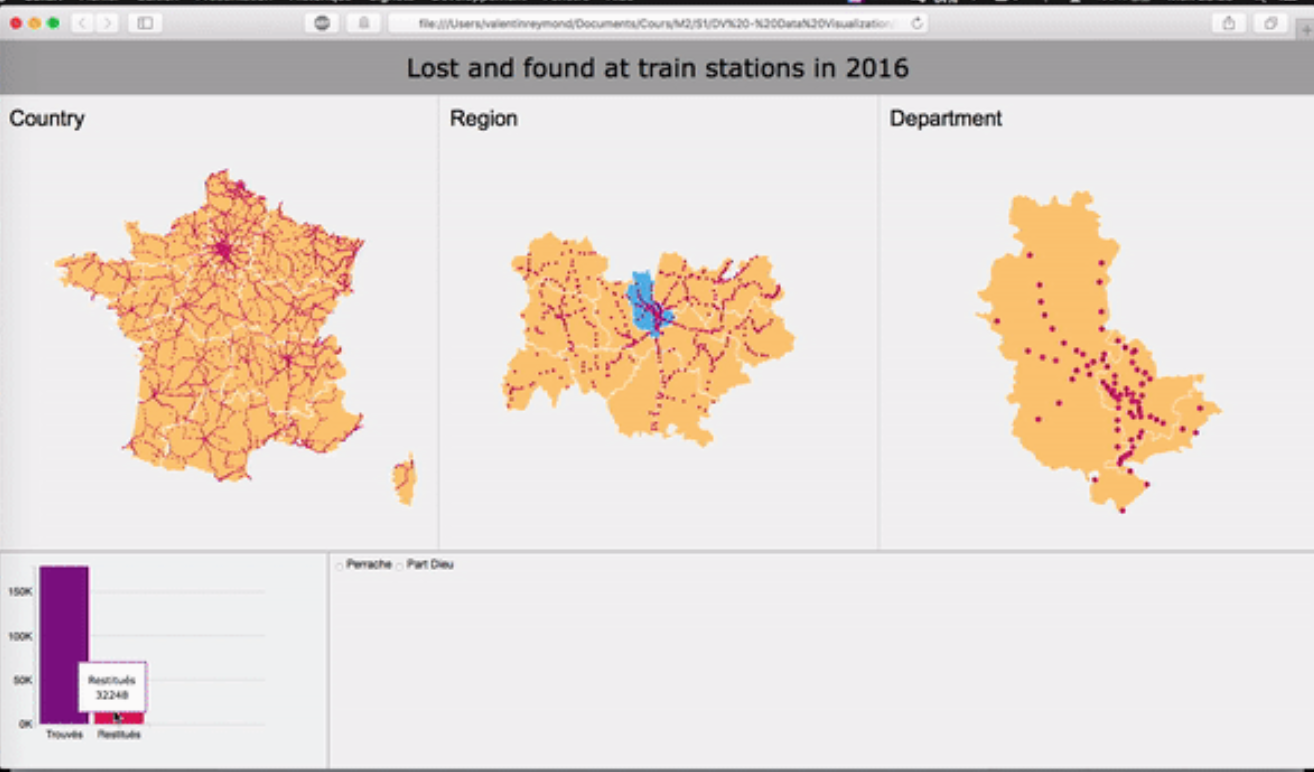 file:///Users/valentinreymond/Documents/Cours/M2/S1/DV%20-%20Data%20Visualization
Lost and found at train stations in 2016
Country
Region
Department
150K
100K
50K
0K
Restitués
32248
Trouvés
Restitués
Perrache
Part Dieu